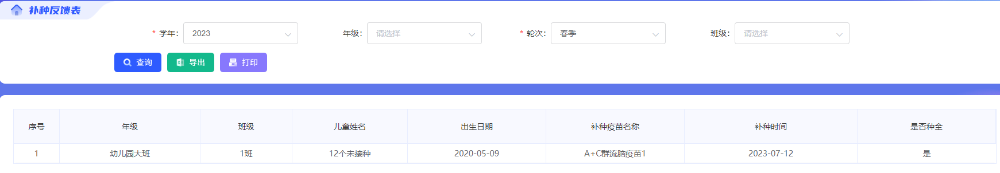 补种反馈表
* 学年： 2023 年级： 请选择 * 轮次： 春季 班级： 请选择
查询 导出 打印
序号 年级 班级 儿童姓名 出生日期 补种疫苗名称 补种时间 是否种全
1 幼儿园大班 1班 12个未接种 2020-05-09 A+C群流脑疫苗1 2023-07-12 是